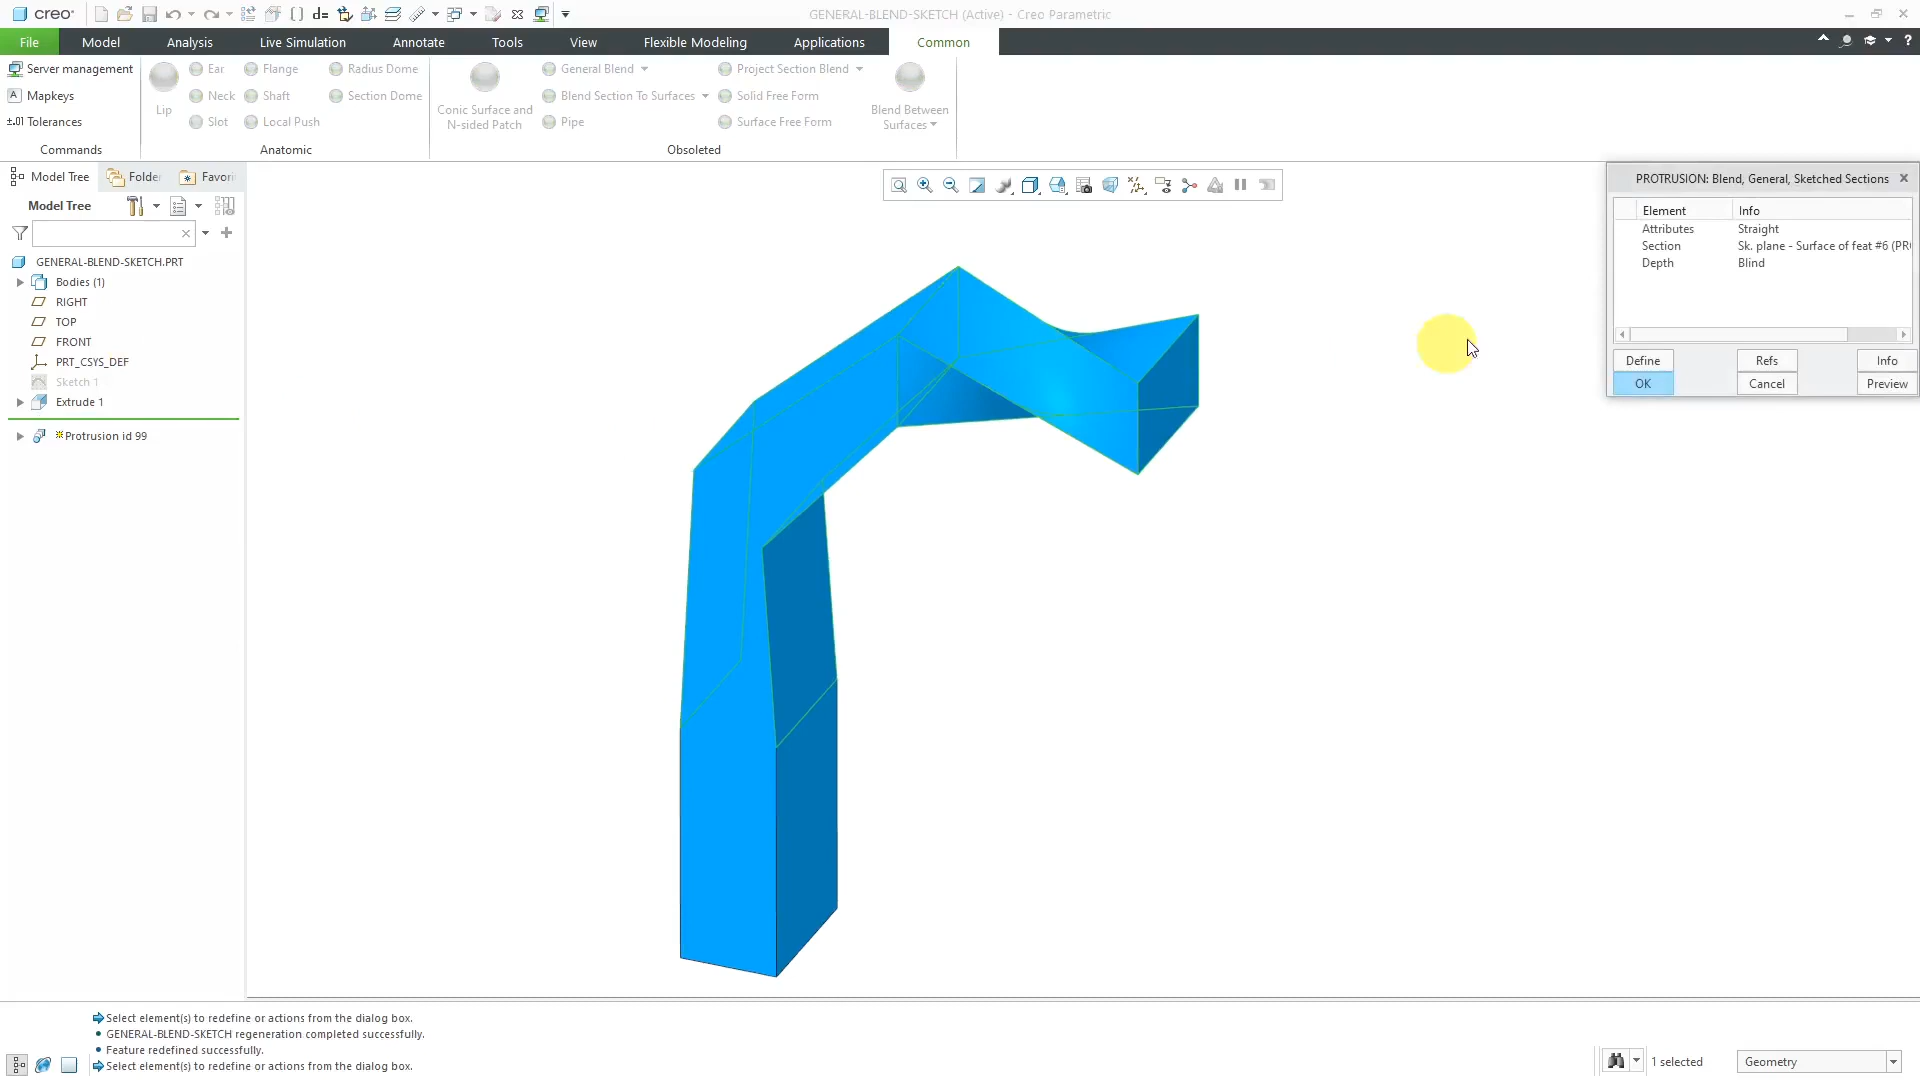 creo®
GENERAL-BLEND-SKETCH (Active) - Creo Parametric
File Model Analysis Live Simulation Annotate Tools View Flexible Modeling Applications Common
Server management
Mapkeys
Tolerances
Commands
Lip
Ear Flange Radius Dome
Neck Shaft Section Dome
Slot Local Push
Anatomic
Conic Surface and
N-sided Patch
General Blend Project Section Blend
Blend Section To Surfaces Solid Free Form
Pipe Surface Free Form
Blend Between
Surfaces
Obsoleted
Model Tree Folder Favori
Model Tree
GENERAL-BLEND-SKETCH.PRT
Bodies (1)
RIGHT
TOP
FRONT
PRT_CSYS_DEF
Sketch 1
Extrude 1
Protrusion id 99
PROTRUSION: Blend, General, Sketched Sections
Element Info
Attributes Straight
Section Sk. plane - Surface of feat #6 (PR
Depth Blind
Define Refs Info
OK Cancel Preview
Select element(s) to redefine or actions from the dialog box.
• GENERAL-BLEND-SKETCH regeneration completed successfully.
• Feature redefined successfully.
Select element(s) to redefine or actions from the dialog box.
1 selected
Geometry